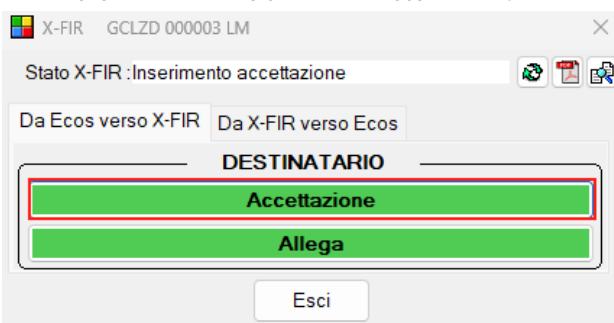 X-FIR GCLZD 000003 LM
Stato X-FIR :Inserimento accettazione
Da Ecos verso X-FIR Da X-FIR verso Ecos
DESTINATARIO
Accettazione
Allega
Esci